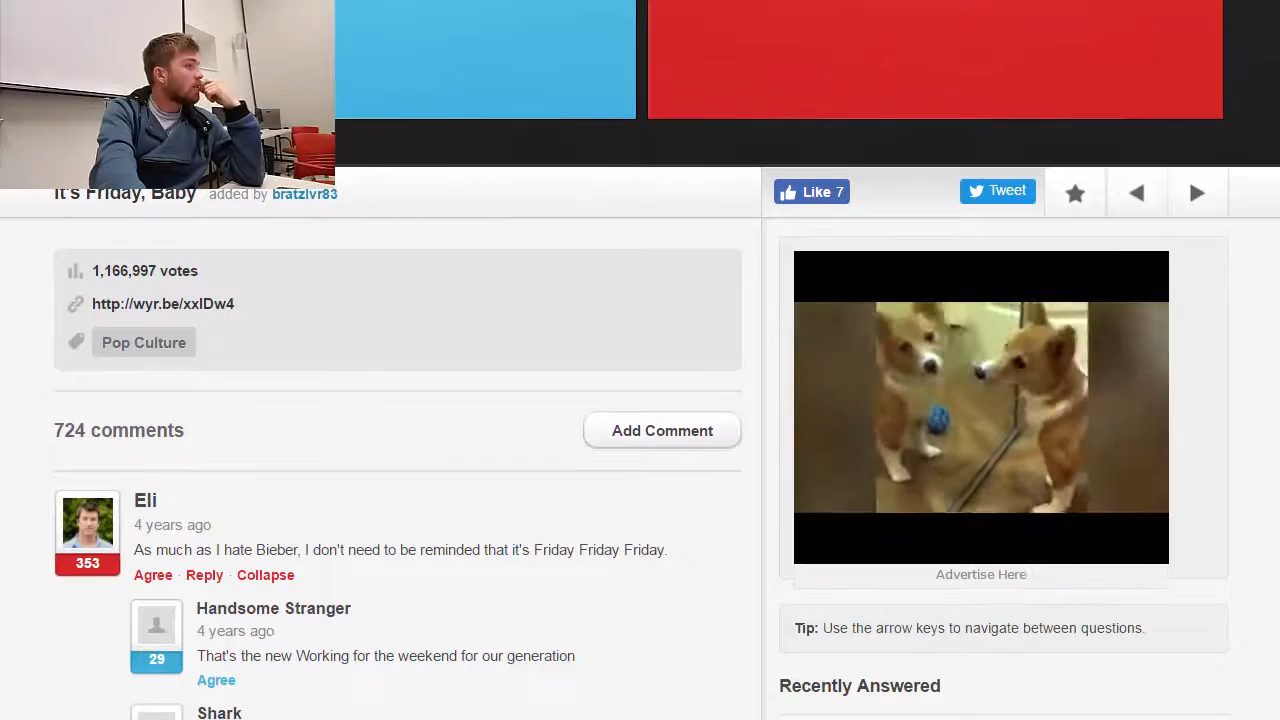 It's Friday, Baby added by bratzlvr83
Like 7
Tweet
1,166,997 votes
http://wyr.be/xxlDw4
Pop Culture
724 comments
Add Comment
Eli
4 years ago
As much as I hate Bieber, I don't need to be reminded that it's Friday Friday Friday.
353
Agree · Reply · Collapse
Handsome Stranger
4 years ago
That's the new Working for the weekend for our generation
29
Agree
Shark
Advertise Here
Tip: Use the arrow keys to navigate between questions.
Recently Answered